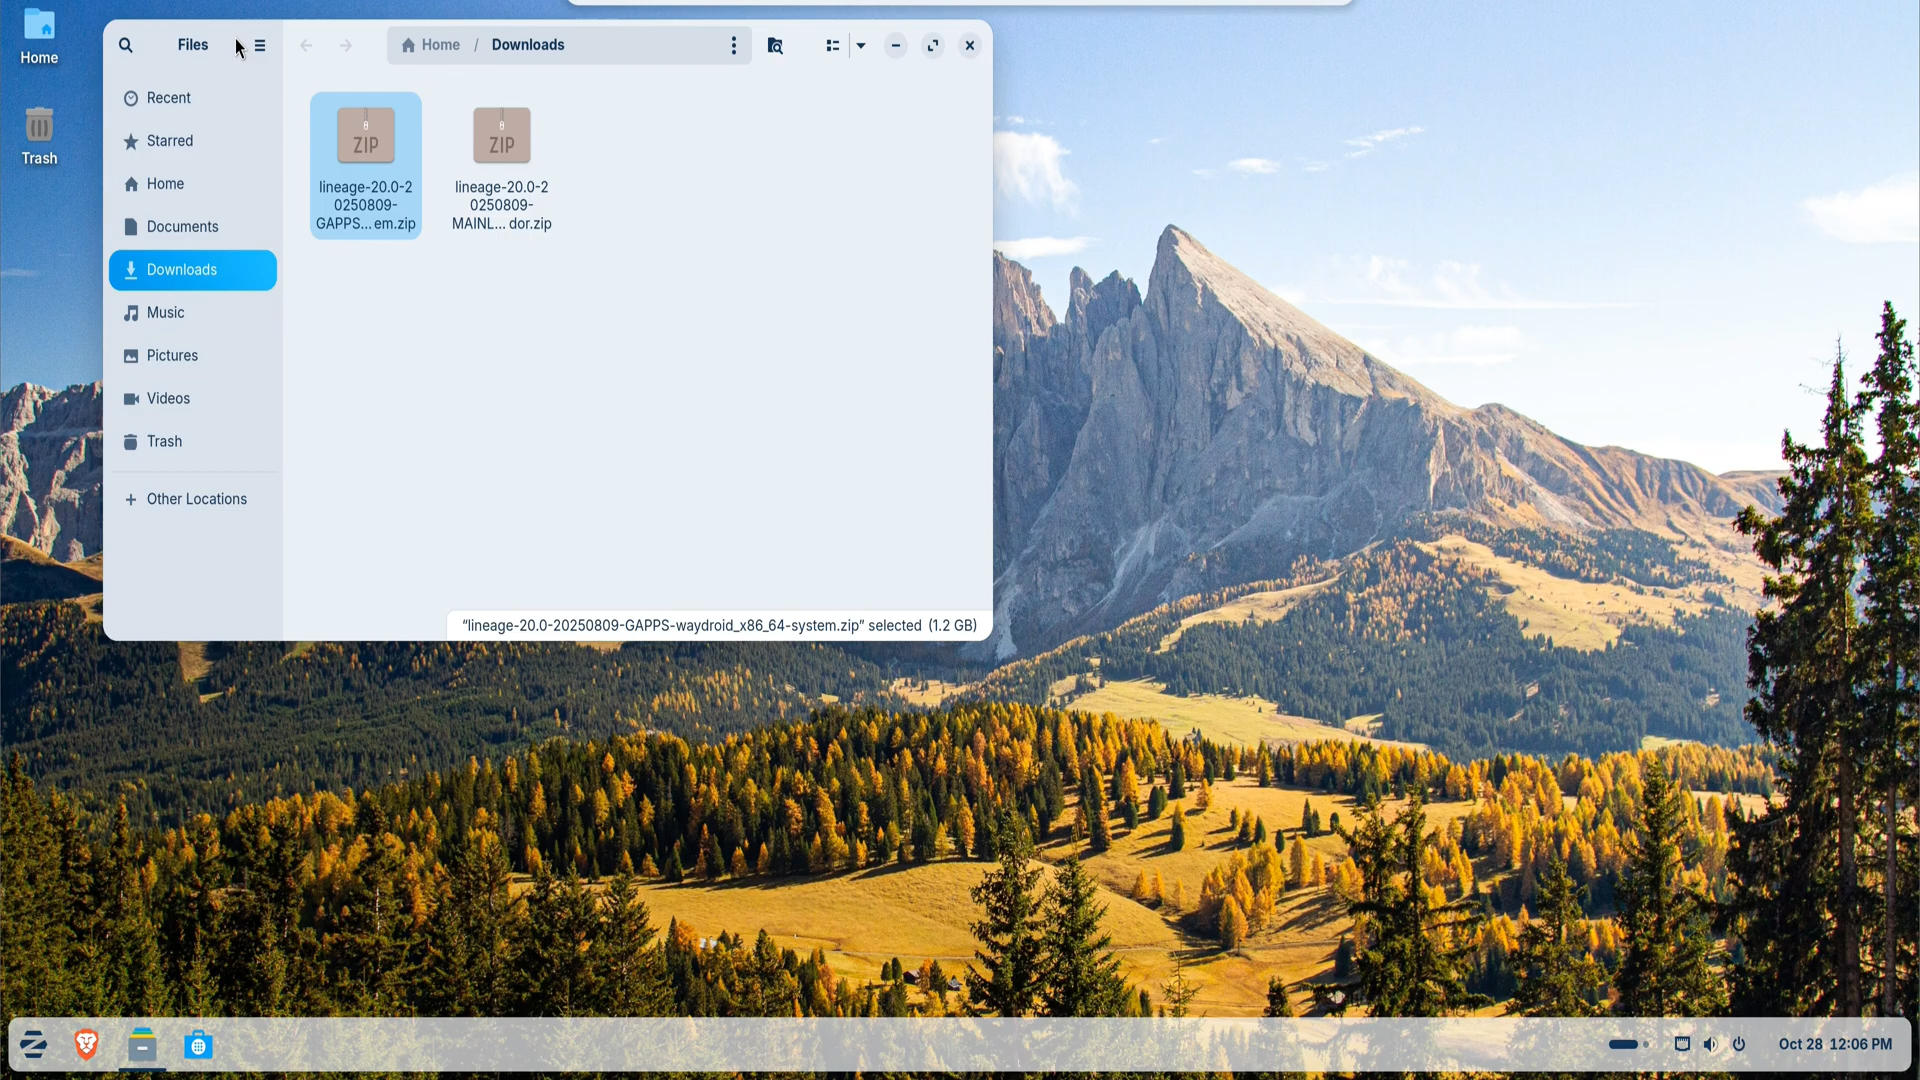 Home
Trash
Files
Home / Downloads
Recent
Starred
Home
Documents
Downloads
Music
Pictures
Videos
Trash
Other Locations
ZIP
lineage-20.0-2
0250809-
GAPPS... em.zip
ZIP
lineage-20.0-2
0250809-
MAINL... dor.zip
“lineage-20.0-20250809-GAPPS-waydroid_x86_64-system.zip” selected (1.2 GB)
Oct 28 12:06 PM